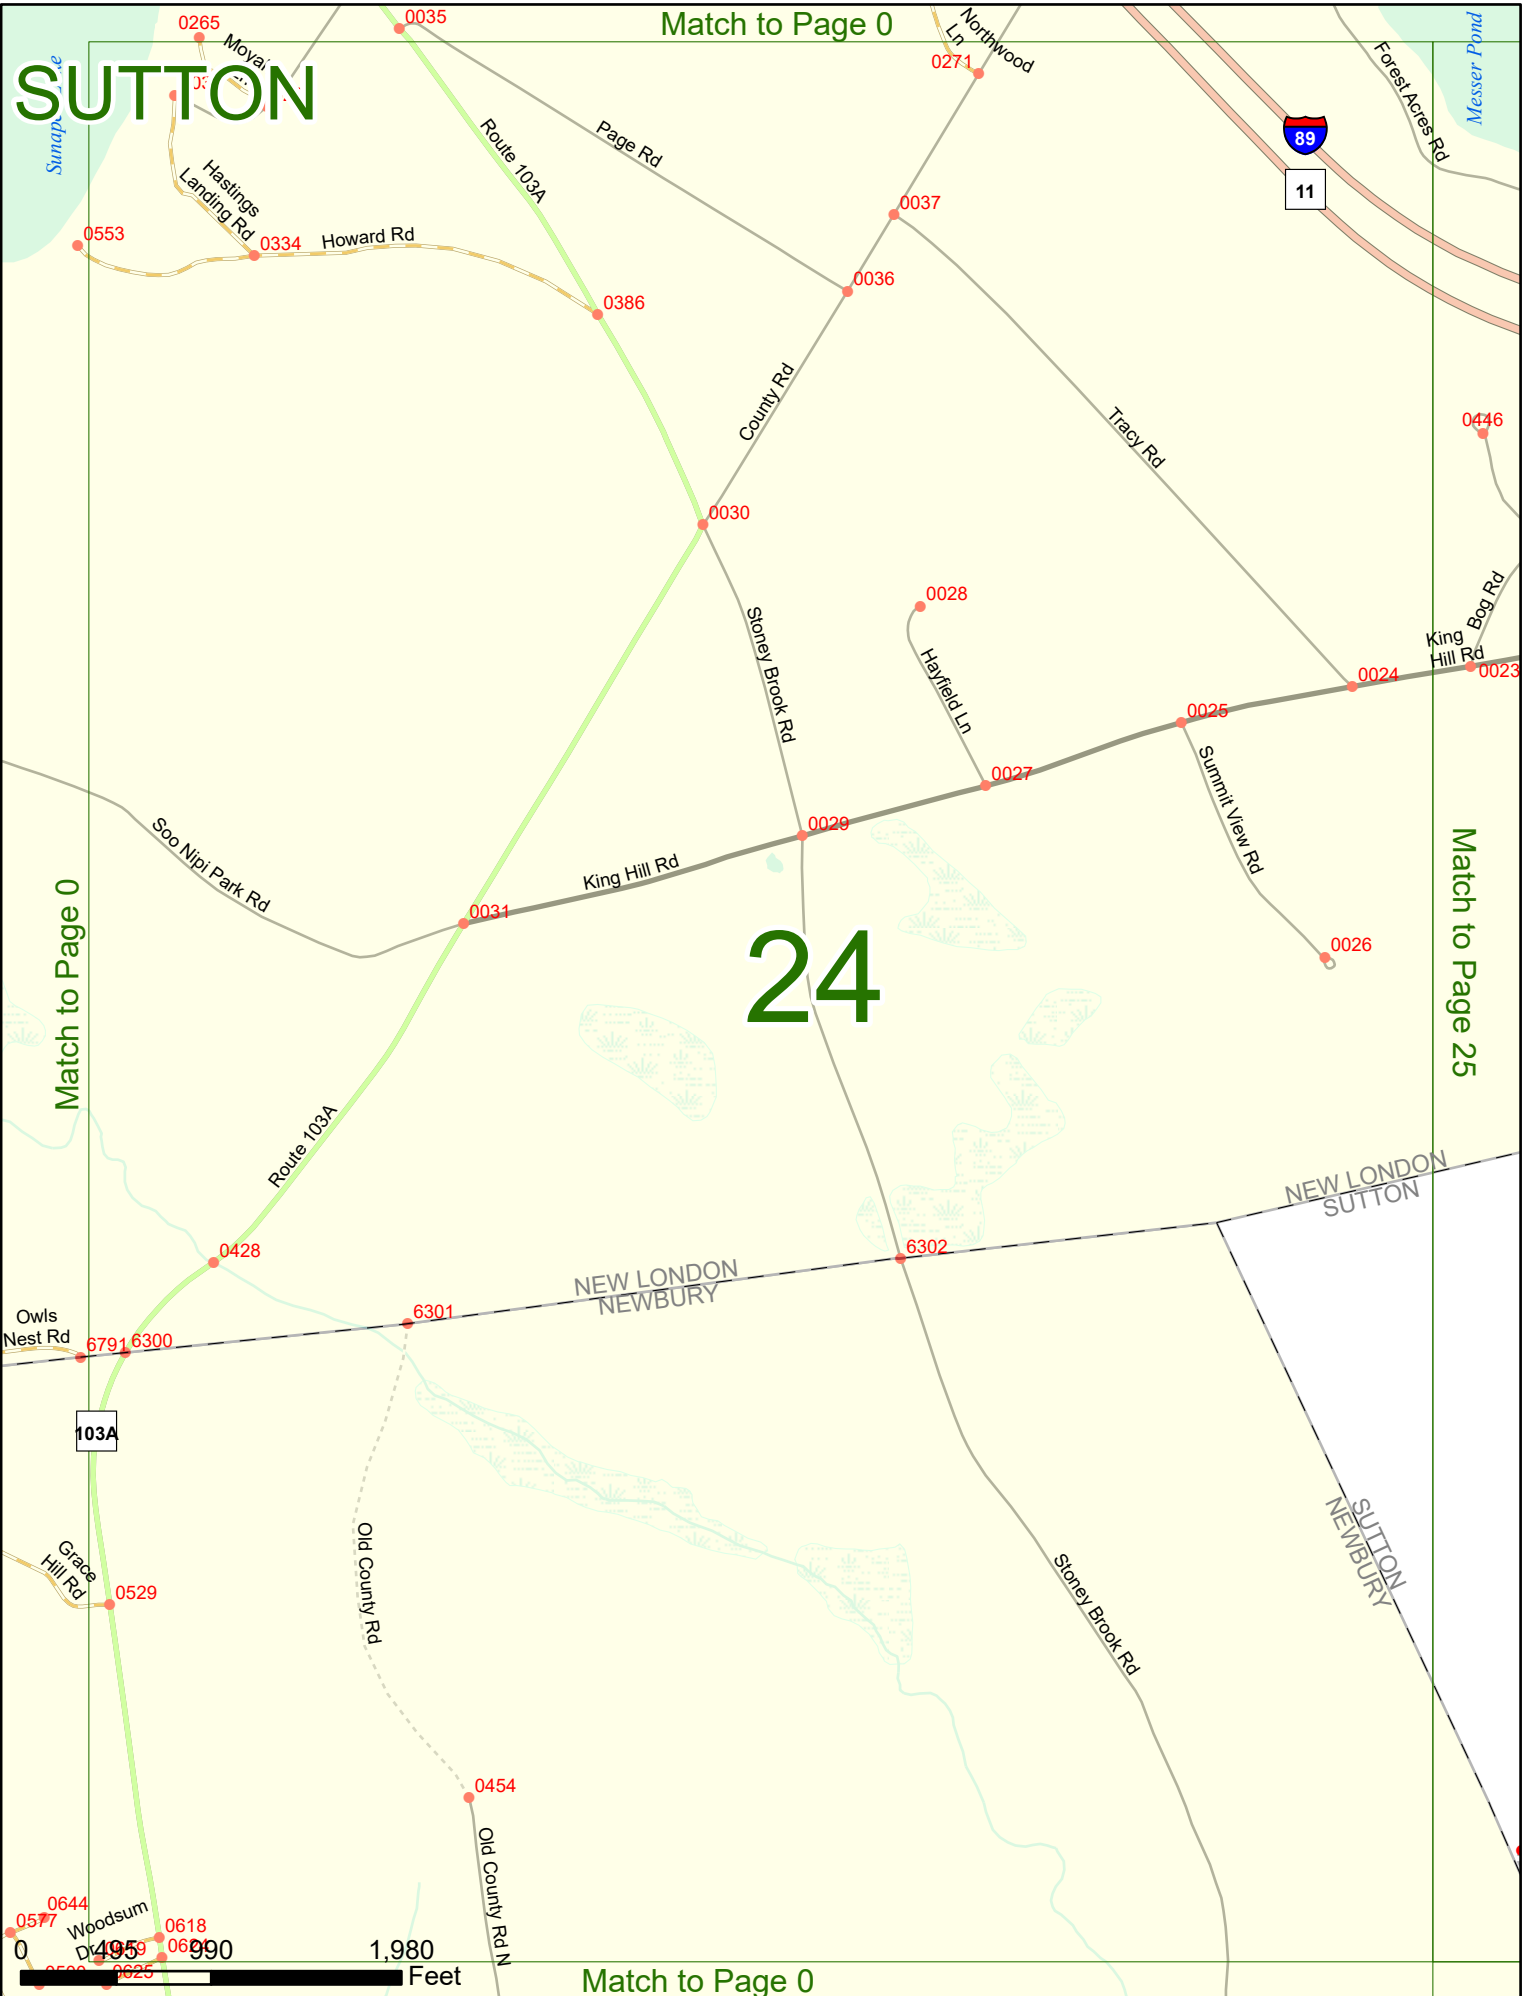 0035
Match to Page 0
0265
Northwood
Ln
0271
Messer Pond
Forest Acres Rd
SUTTON
Page Rd
Route 103A
89
11
Hastings
Landing Rd
0037
0553
0334
Howard Rd
0036
0386
County Rd
Tracy Rd
0446
0030
0028
Bog Rd
Stoney Brook Rd
King
Hill Rd
0023
Hayfield Ln
0024
0025
0027
Summit View Rd
0029
Soo Nipi Park Rd
King Hill Rd
Match to Page 0
Match to Page 25
0031
24
0026
Route 103A
NEW LONDON
SUTTON
0428
6302
NEW LONDON
NEWBURY
Owls
Nest Rd
6301
6791
6300
103A
SUTTON
NEWBURY
Old County Rd
Grace
Hill Rd
0529
Stoney Brook Rd
0454
Old County Rd N
0644
0577
Woodsum
Dr
0618
0619
0625
0 495 990 1,980
Feet
Match to Page 0